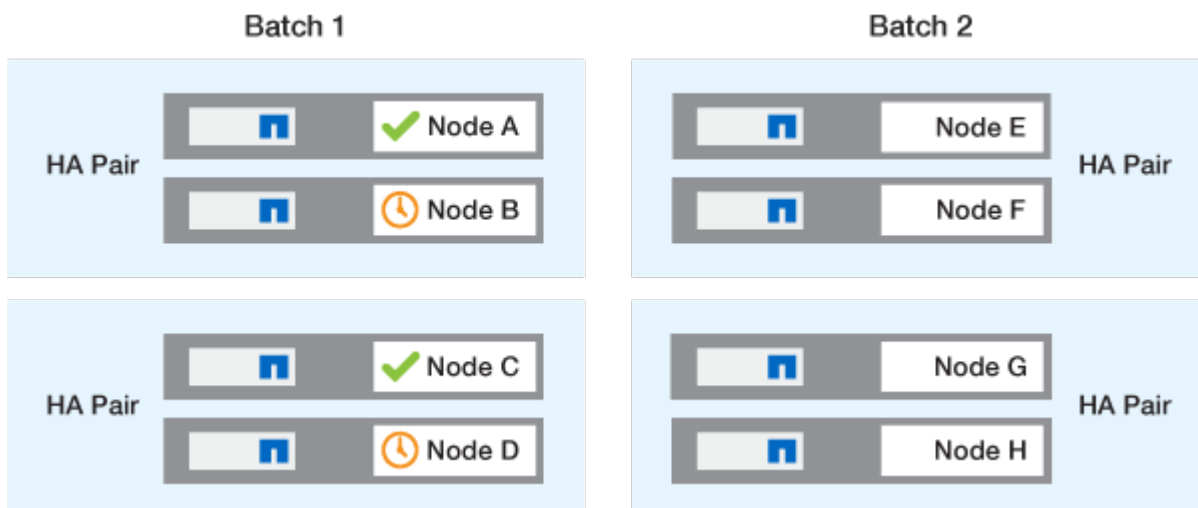 Batch 1
Batch 2
HA Pair
Node A
Node B
Node E
Node F
HA Pair
HA Pair
Node C
Node D
Node G
Node H
HA Pair